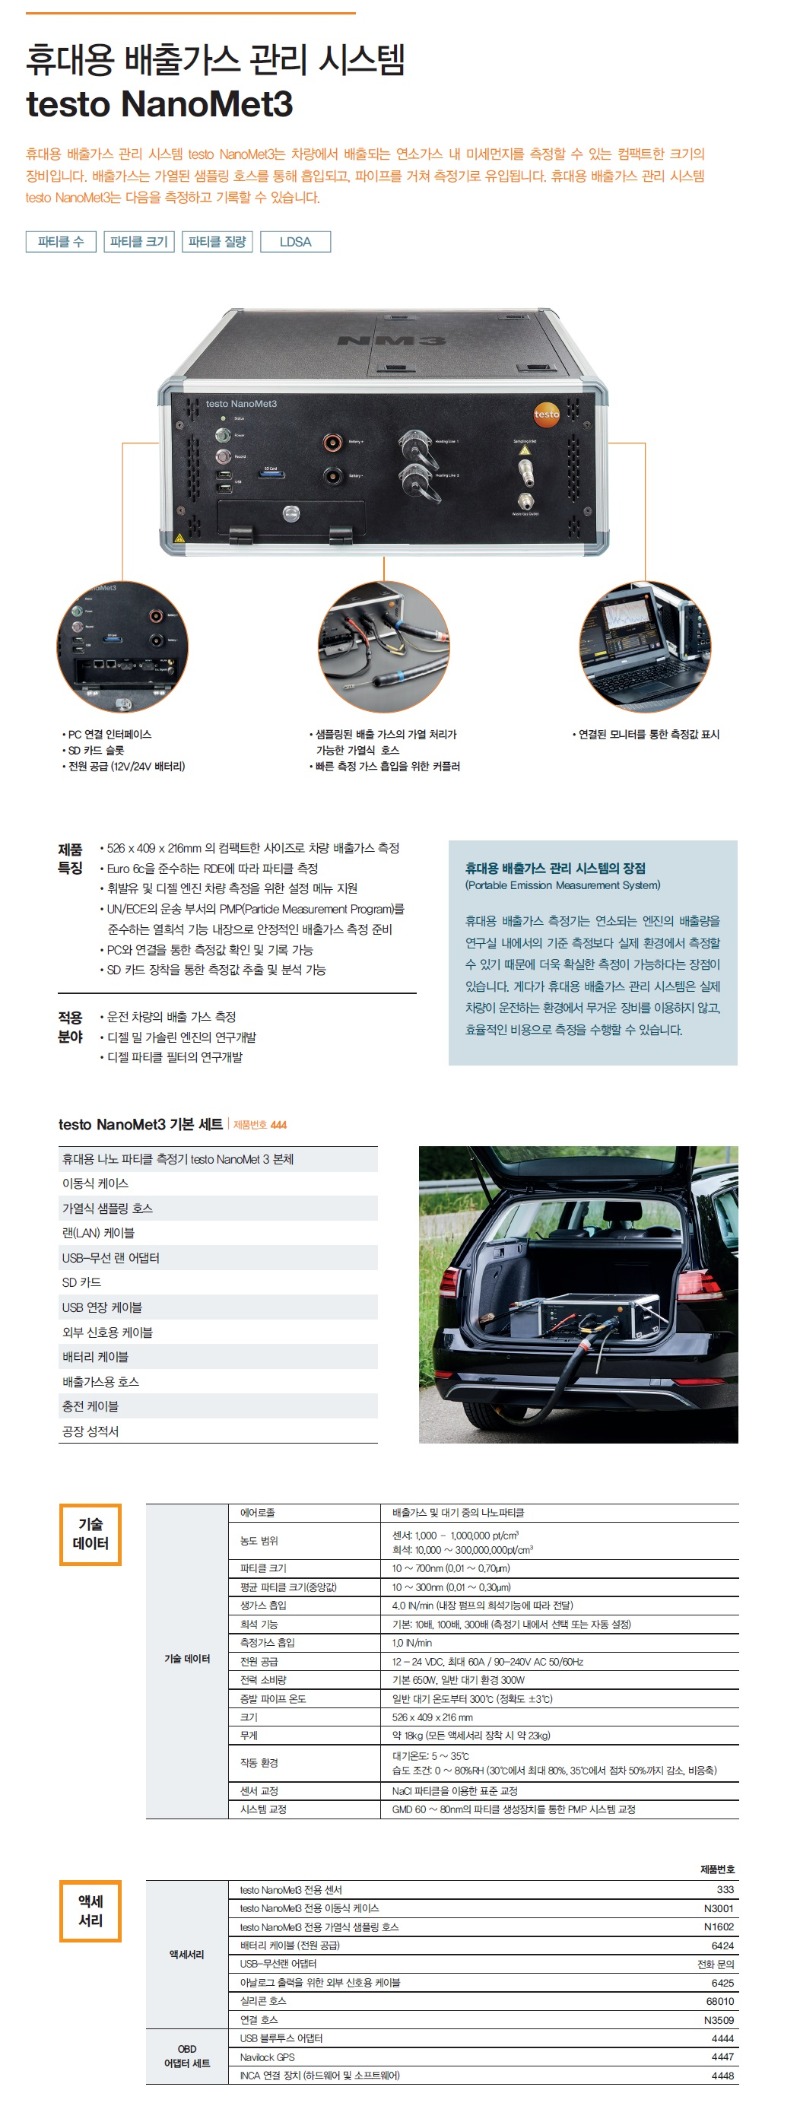 휴대용 배출가스 관리 시스템
testo NanoMet3
휴대용 배출가스 관리 시스템 testo NanoMet3는 차량에서 배출되는 연소가스 내 미세먼지를 측정할 수 있는 컴팩트한 크기의
장비입니다. 배출가스는 가열된 샘플링 호스를 통해 흡입되고, 파이프를 거쳐 측정기로 유입됩니다. 휴대용 배출가스 관리 시스템
testo NanoMet3는 다음을 측정하고 기록할 수 있습니다.
파티클 수
파티클 크기
파티클 질량
LDSA
NM3
testo NanoMet3
testo
Status
Power
Record
USB
SD Card
Battery +
Battery -
Heating Line 1
Heating Line 2
• PC 연결 인터페이스
• SD 카드 슬롯
• 전원 공급 (12V/24V 배터리)
• 샘플링된 배출 가스의 가열 처리가
가능한 가열식 호스
• 빠른 측정 가스 흡입을 위한 커플러
• 연결된 모니터를 통한 측정값 표시
제품
특징
• 526 x 409 x 216mm 의 컴팩트한 사이즈로 차량 배출가스 측정
• Euro 6c을 준수하는 RDE에 따라 파티클 측정
• 휘발유 및 디젤 엔진 차량 측정을 위한 설정 메뉴 지원
• UN/ECE의 운송 부서의 PMP(Particle Measurement Program)를
준수하는 열희석 기능 내장으로 안정적인 배출가스 측정 준비
• PC와 연결을 통한 측정값 확인 및 기록 가능
• SD 카드 장착을 통한 측정값 추출 및 분석 가능
적용
분야
• 운전 차량의 배출 가스 측정
• 디젤 밀 가솔린 엔진의 연구개발
• 디젤 파티클 필터의 연구개발
휴대용 배출가스 관리 시스템의 장점
(Portable Emission Measurement System)
휴대용 배출가스 측정기는 연소되는 엔진의 배출량을
연구실 내에서의 기준 측정보다 실제 환경에서 측정할
수 있기 때문에 더욱 확실한 측정이 가능하다는 장점이
있습니다. 게다가 휴대용 배출가스 관리 시스템은 실제
차량이 운전하는 환경에서 무거운 장비를 이용하지 않고,
효율적인 비용으로 측정을 수행할 수 있습니다.
testo NanoMet3 기본 세트 | 제품번호 444
휴대용 나노 파티클 측정기 testo NanoMet 3 본체
이동식 케이스
가열식 샘플링 호스
랜(LAN) 케이블
USB-무선 랜 어댑터
SD 카드
USB 연장 케이블
외부 신호용 케이블
배터리 케이블
배출가스용 호스
충전 케이블
공장 성적서
기술
데이터
기술 데이터
에어로졸 배출가스 및 대기 중의 나노파티클
농도 범위 센서: 1,000 - 1,000,000 pt/cm³
희석: 10,000 ~ 300,000,000pt/cm³
파티클 크기 10 ~ 700nm (0,01 ~ 0,70μm)
평균 파티클 크기(중앙값) 10 ~ 300nm (0,01 ~ 0,30μm)
생가스 흡입 4.0 lN/min (내장 펌프의 희석기능에 따라 전달)
희석 기능 기본: 10배, 100배, 300배 (측정기 내에서 선택 또는 자동 설정)
측정가스 흡입 1.0 lN/min
전원 공급 12 - 24 VDC, 최대 60A / 90-240V AC 50/60Hz
전력 소비량 기본 650W, 일반 대기 환경 300W
증발 파이프 온도 일반 대기 온도부터 300℃ (정확도 ±3℃)
크기 526 x 409 x 216 mm
무게 약 18kg (모든 액세서리 장착 시 약 23kg)
작동 환경 대기온도: 5 ~ 35℃
습도 조건: 0 ~ 80%RH (30℃에서 최대 80%, 35℃에서 점차 50%까지 감소, 비응축)
센서 교정 NaCl 파티클을 이용한 표준 교정
시스템 교정 GMD 60 ~ 80nm의 파티클 생성장치를 통한 PMP 시스템 교정
액세
서리
제품번호
액세서리
testo NanoMet3 전용 센서 333
testo NanoMet3 전용 이동식 케이스 N3001
testo NanoMet3 전용 가열식 샘플링 호스 N1602
배터리 케이블 (전원 공급) 6424
USB-무선랜 어댑터 전화 문의
아날로그 출력을 위한 외부 신호용 케이블 6425
실리콘 호스 68010
연결 호스 N3509
OBD
어댑터 세트
USB 블루투스 어댑터 4444
Navilock GPS 4447
INCA 연결 장치 (하드웨어 및 소프트웨어) 4448